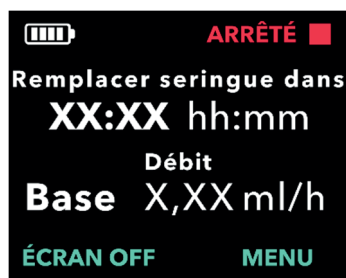 ARRÊTÉ
Remplacer seringue dans
XX:XX hh:mm
Débit
Base X,XX ml/h
ÉCRAN OFF MENU